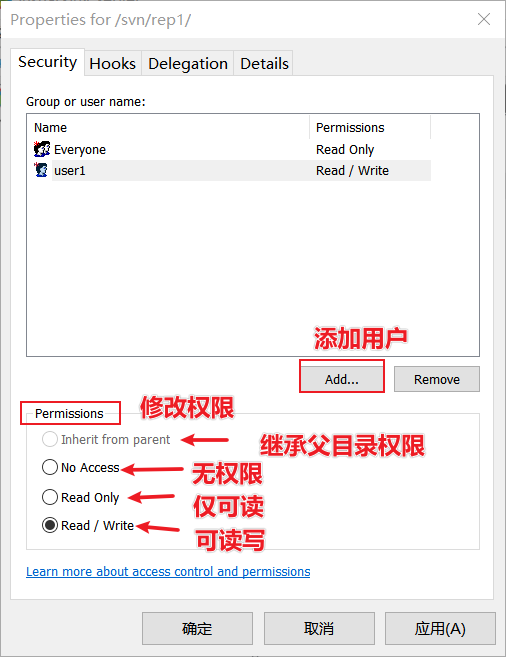 Properties for /svn/rep1/
Security Hooks Delegation Details
Group or user name:
Name Permissions
Everyone Read Only
user1 Read / Write
添加用户
Add... Remove
Permissions 修改权限
Inherit from parent 继承父目录权限
No Access 无权限
Read Only 仅可读
Read / Write 可读写
Learn more about access control and permissions
确定 取消 应用(A)